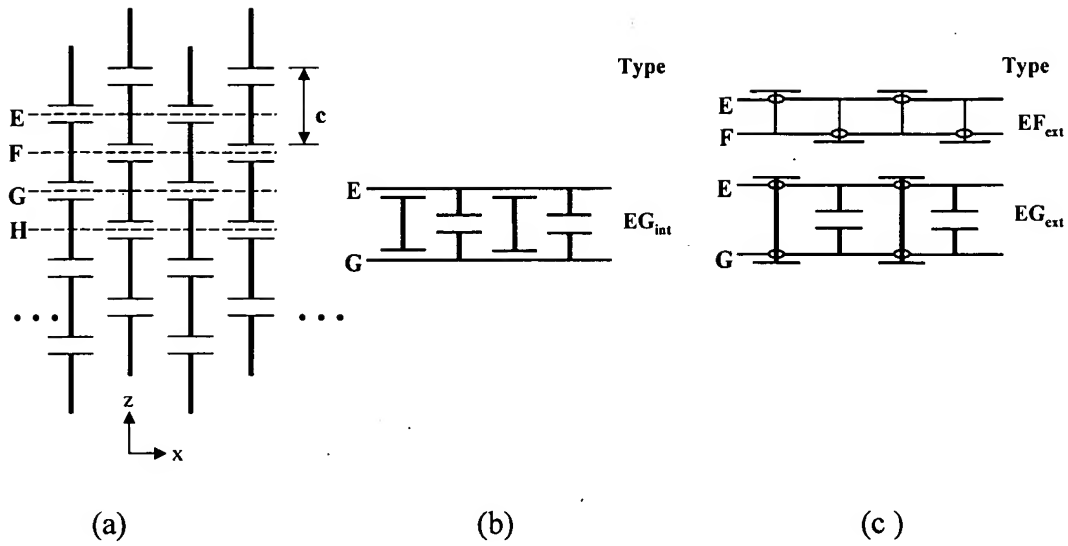 E
F
G
H
c
. . .
. . .
z
x
(a)
Type
E
G
EG_int
(b)
Type
E
F
EF_ext
E
G
EG_ext
(c )